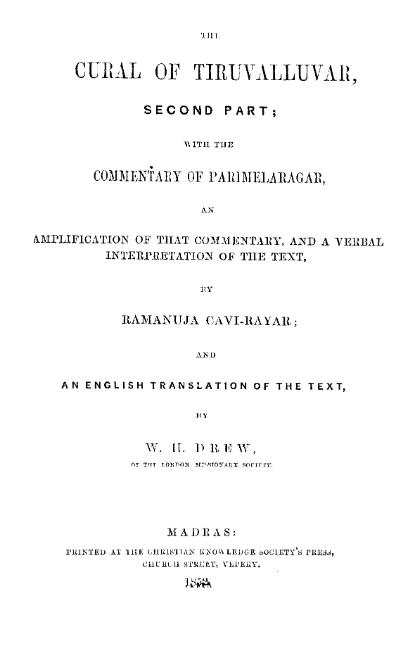 THE
CURAL OF TIRUVALLUVAR,
SECOND PART;
WITH THE
COMMENTARY OF PARIMELARAGAR,
AN
AMPLIFICATION OF THAT COMMENTARY, AND A VERBAL
INTERPRETATION OF THE TEXT,
BY
RAMANUJA CAVI-RAYAR;
AND
AN ENGLISH TRANSLATION OF THE TEXT,
BY
W. H. DREW,
OF THE LONDON MISSIONARY SOCIETY.
MADRAS:
PRINTED AT THE CHRISTIAN KNOWLEDGE SOCIETY'S PRESS,
CHURCH STREET, VEPERY.